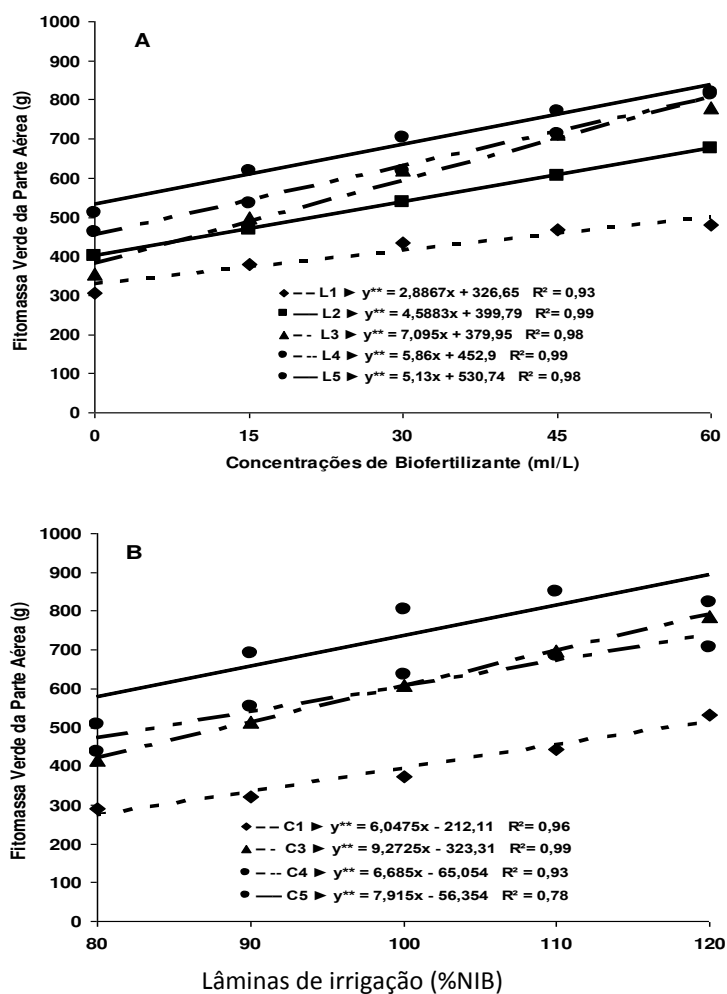 A
Fitomassa Verde da Parte Aérea (g)
1000
900
800
700
600
500
400
300
200
100
0
L1 ► y** = 2,8867x + 326,65 R² = 0,93
L2 ► y** = 4,5883x + 399,79 R² = 0,99
L3 ► y** = 7,095x + 379,95 R² = 0,98
L4 ► y** = 5,86x + 452,9 R² = 0,99
L5 ► y** = 5,13x + 530,74 R² = 0,98
0 15 30 45 60
Concentrações de Biofertilizante (ml/L)
B
Fitomassa Verde da Parte Aérea (g)
1000
900
800
700
600
500
400
300
200
100
0
C1 ► y** = 6,0475x - 212,11 R²= 0,96
C3 ► y** = 9,2725x - 323,31 R²= 0,99
C4 ► y** = 6,685x - 65,054 R² = 0,93
C5 ► y** = 7,915x - 56,354 R² = 0,78
80 90 100 110 120
Lâminas de irrigação (%NIB)